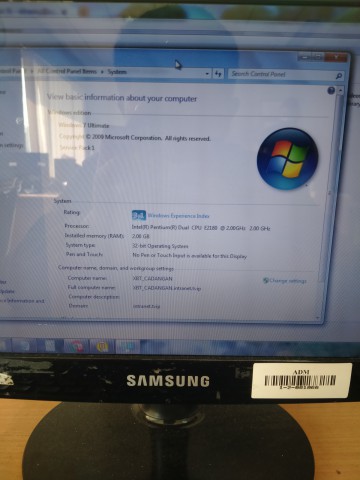 All Control Panel Items ▸ System
Search Control Panel
View basic information about your computer
Windows edition
Windows 7 Ultimate
Copyright © 2009 Microsoft Corporation. All rights reserved.
Service Pack 1
System
Rating: Windows Experience Index
Processor: Intel(R) Pentium(R) Dual CPU E2180 @ 2.00GHz 2.00 GHz
Installed memory (RAM): 2.00 GB
System type: 32-bit Operating System
Pen and Touch: No Pen or Touch Input is available for this Display
Computer name, domain, and workgroup settings
Computer name:
Change settings
Full computer name:
Computer description:
Domain:
SAMSUNG
ADM